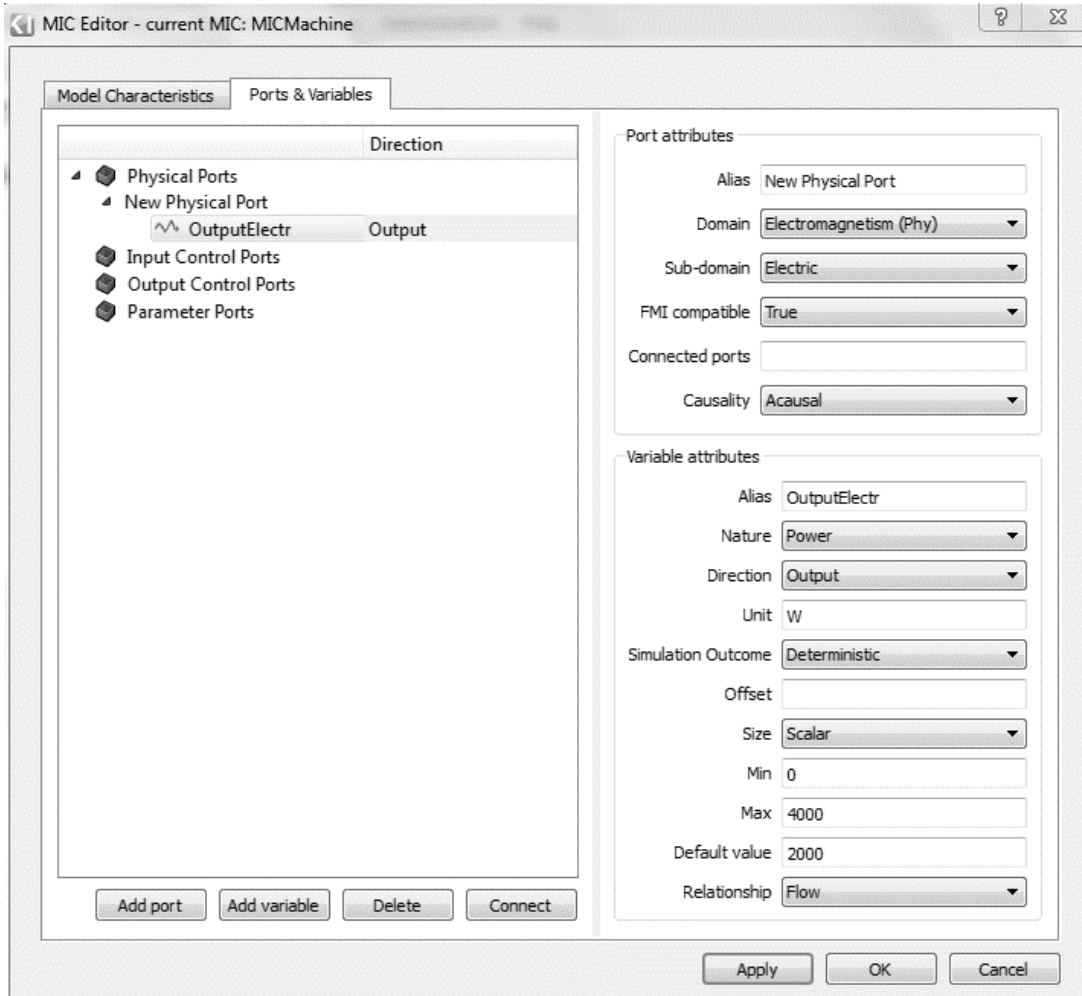 MIC Editor - current MIC: MICMachine
Model Characteristics Ports & Variables
Direction
Physical Ports
New Physical Port
OutputElectr Output
Input Control Ports
Output Control Ports
Parameter Ports
Add port Add variable Delete Connect
Port attributes
Alias New Physical Port
Domain Electromagnetism (Phy)
Sub-domain Electric
FMI compatible True
Connected ports
Causality Acausal
Variable attributes
Alias OutputElectr
Nature Power
Direction Output
Unit W
Simulation Outcome Deterministic
Offset
Size Scalar
Min 0
Max 4000
Default value 2000
Relationship Flow
Apply OK Cancel